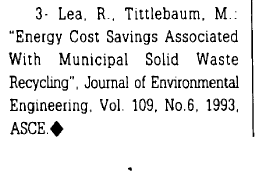 3- Lea, R., Tittlebaum, M.:
"Energy Cost Savings Associated
With Municipal Solid Waste
Recycling", Journal of Environmental
Engineering, Vol. 109, No.6, 1993,
ASCE.◆